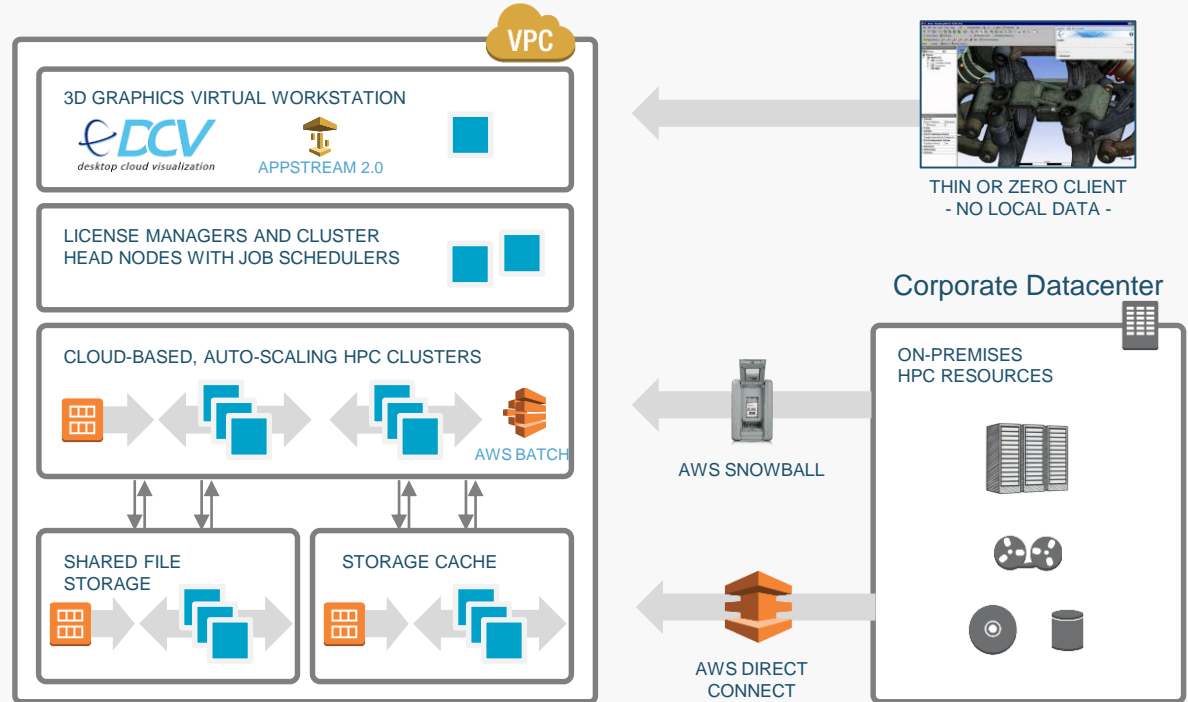 VPC
3D GRAPHICS VIRTUAL WORKSTATION
DCV
desktop cloud visualization
APPSTREAM 2.0
LICENSE MANAGERS AND CLUSTER
HEAD NODES WITH JOB SCHEDULERS
CLOUD-BASED, AUTO-SCALING HPC CLUSTERS
AWS BATCH
SHARED FILE
STORAGE
STORAGE CACHE
THIN OR ZERO CLIENT
- NO LOCAL DATA -
AWS SNOWBALL
AWS DIRECT
CONNECT
Corporate Datacenter
ON-PREMISES
HPC RESOURCES